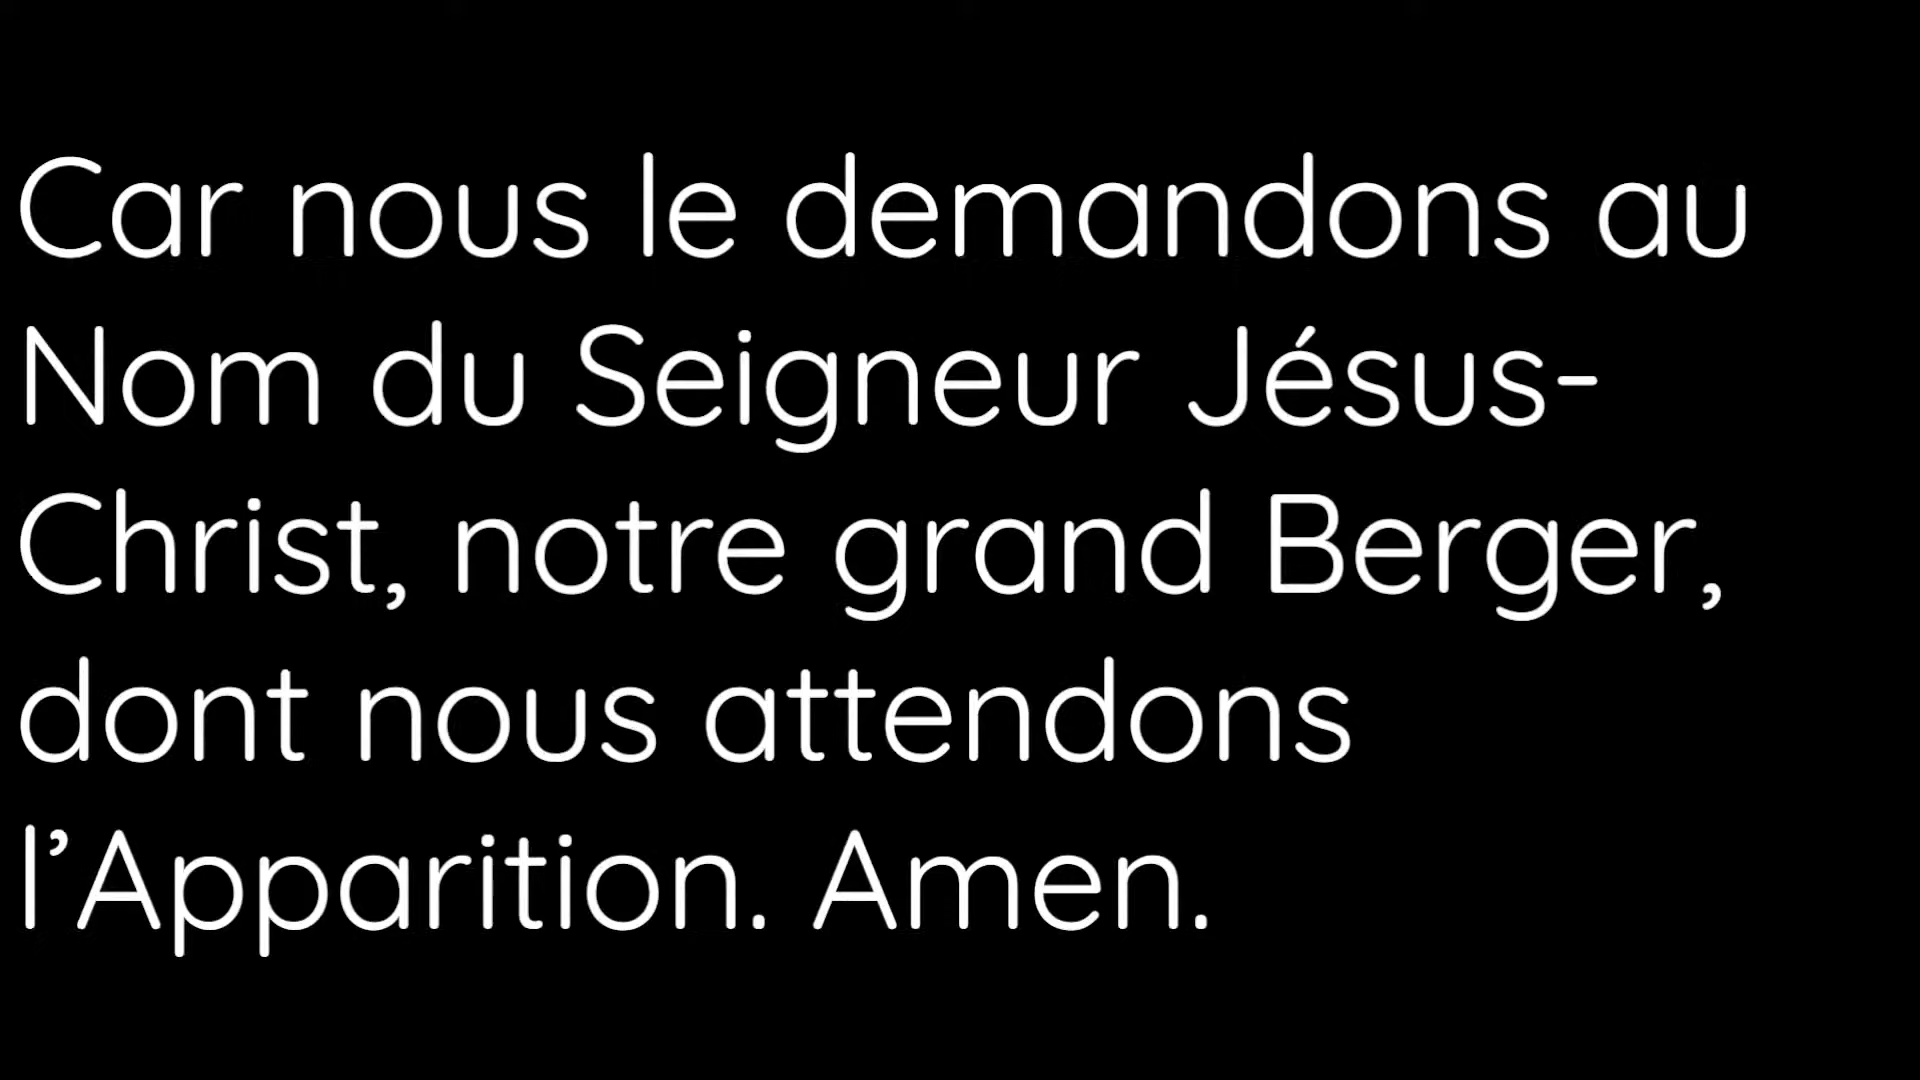 Car nous le demandons au
Nom du Seigneur Jésus-
Christ, notre grand Berger,
dont nous attendons
l’Apparition. Amen.